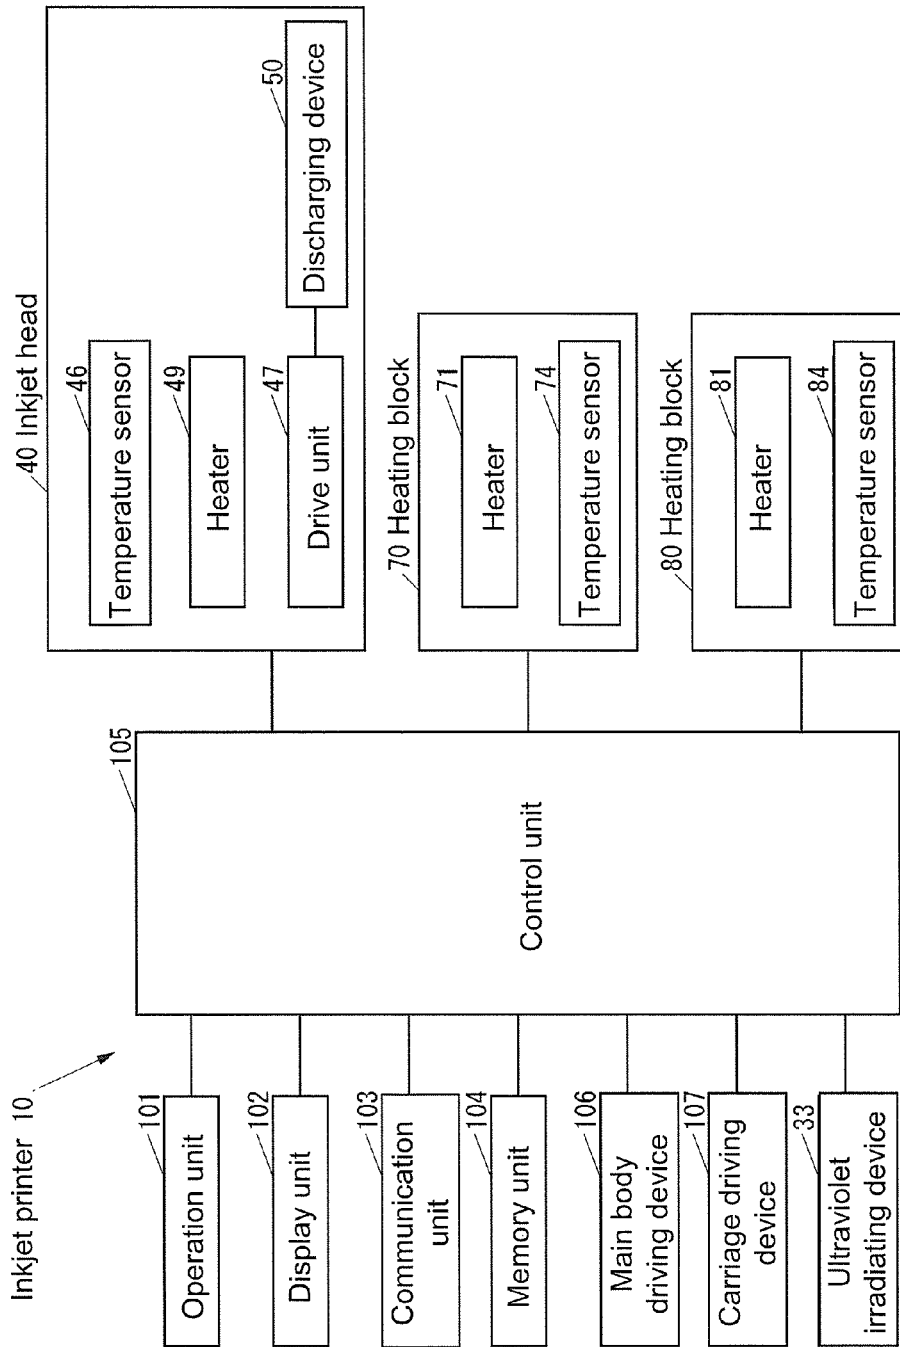 Inkjet printer 10
101
Operation unit
102
Display unit
103
Communication
unit
104
Memory unit
106
Main body
driving device
107
Carriage driving
device
33
Ultraviolet
irradiating device
105
Control unit
40 Inkjet head
46
Temperature sensor
49
Heater
47
Drive unit
50
Discharging device
70 Heating block
71
Heater
74
Temperature sensor
80 Heating block
81
Heater
84
Temperature sensor